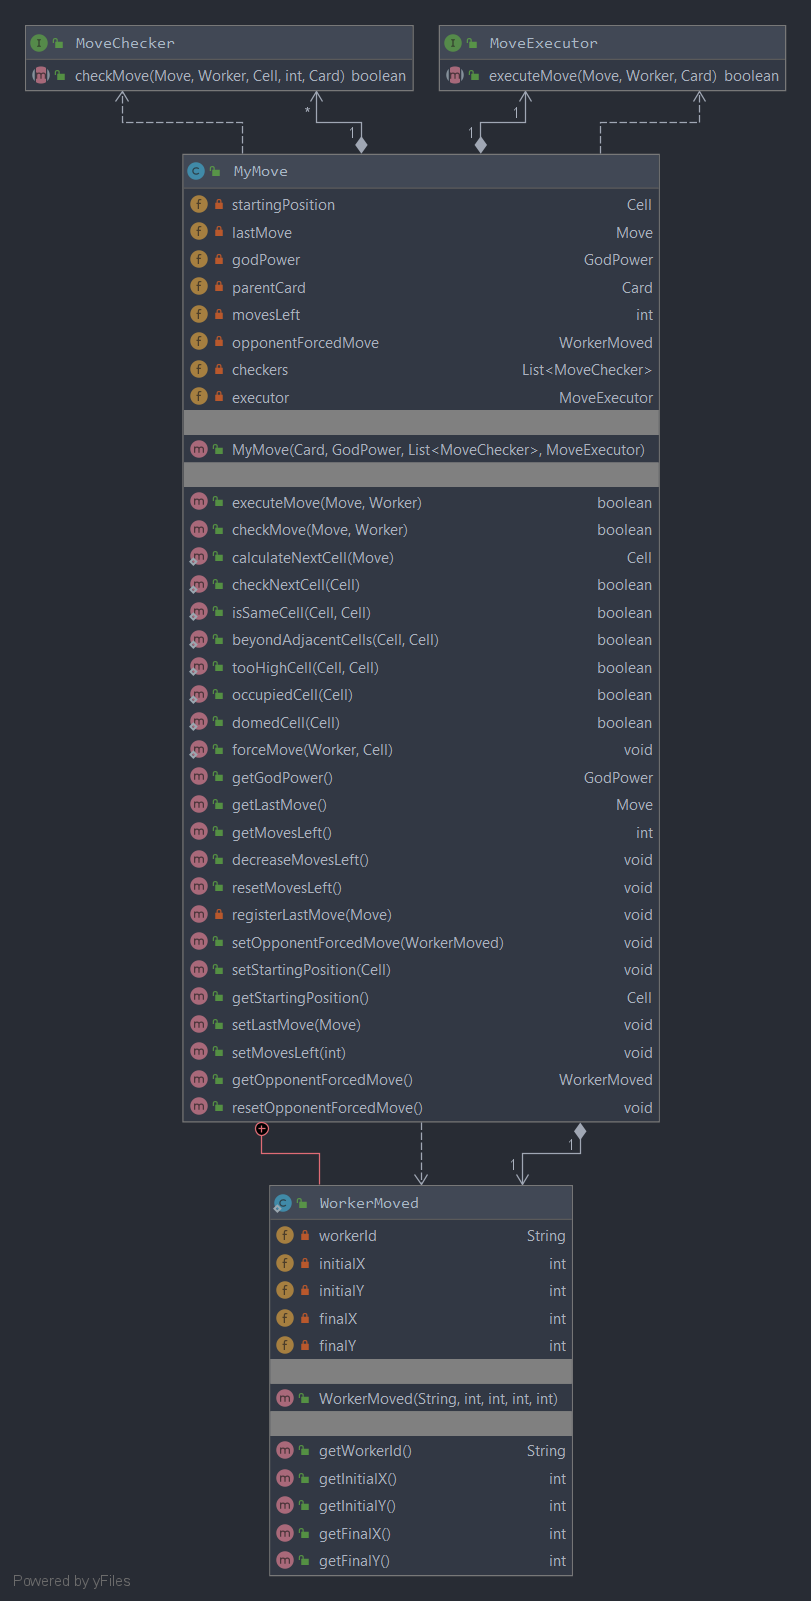 MoveChecker
checkMove(Move, Worker, Cell, int, Card) boolean
MoveExecutor
executeMove(Move, Worker, Card) boolean
* 1 1 1
MyMove
startingPosition Cell
lastMove Move
godPower GodPower
parentCard Card
movesLeft int
opponentForcedMove WorkerMoved
checkers List<MoveChecker>
executor MoveExecutor
MyMove(Card, GodPower, List<MoveChecker>, MoveExecutor)
executeMove(Move, Worker) boolean
checkMove(Move, Worker) boolean
calculateNextCell(Move) Cell
checkNextCell(Cell) boolean
isSameCell(Cell, Cell) boolean
beyondAdjacentCells(Cell, Cell) boolean
tooHighCell(Cell, Cell) boolean
occupiedCell(Cell) boolean
domedCell(Cell) boolean
forceMove(Worker, Cell) void
getGodPower() GodPower
getLastMove() Move
getMovesLeft() int
decreaseMovesLeft() void
resetMovesLeft() void
registerLastMove(Move) void
setOpponentForcedMove(WorkerMoved) void
setStartingPosition(Cell) void
getStartingPosition() Cell
setLastMove(Move) void
setMovesLeft(int) void
getOpponentForcedMove() WorkerMoved
resetOpponentForcedMove() void
1
1
WorkerMoved
workerId String
initialX int
initialY int
finalX int
finalY int
WorkerMoved(String, int, int, int, int)
getWorkerId() String
getInitialX() int
getInitialY() int
getFinalX() int
getFinalY() int
Powered by yFiles